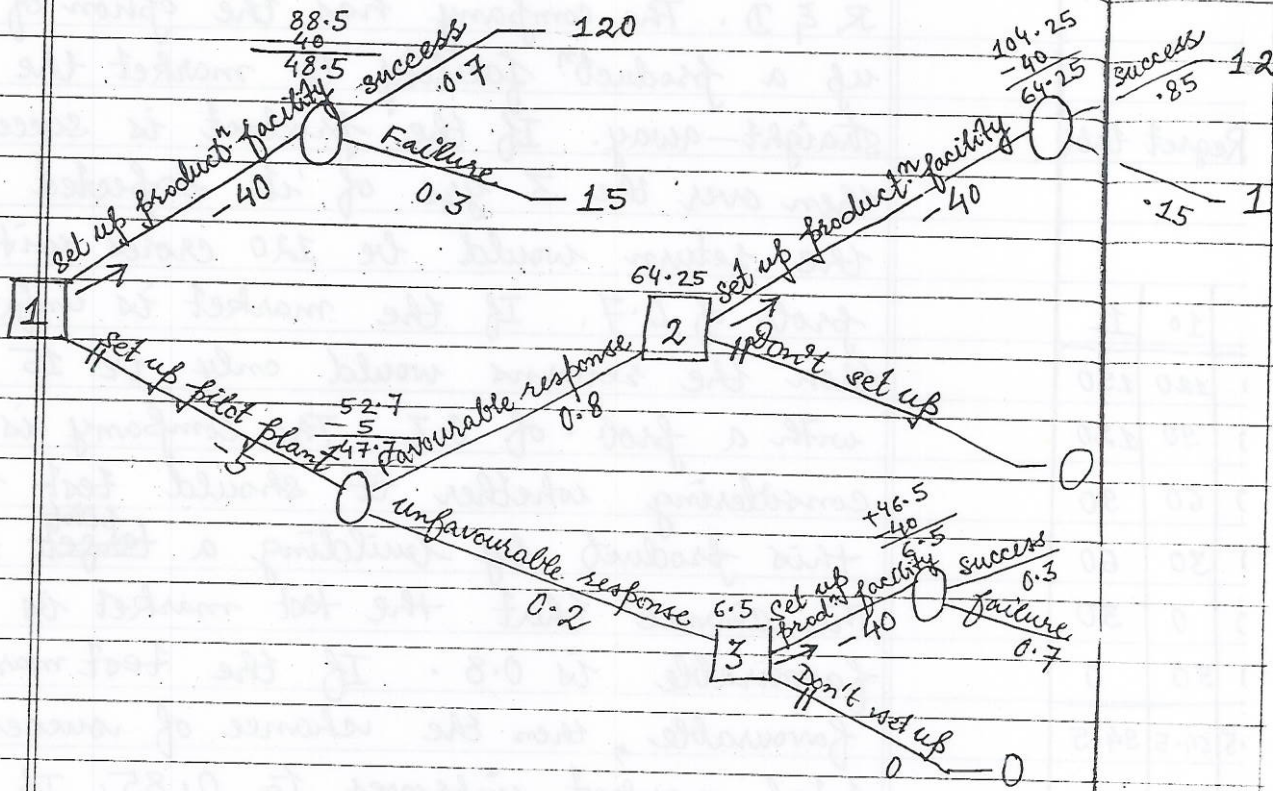 88.5
40
48.5
success
0.7
120
Set up productⁿ facility
-40
Failure
0.3
15
104.25
-40
64.25
success
.85
12
.15
1
set up productⁿ facility
-40
64.25
1
2
Don't set up
0
set up pilot plant
-5
52.7
5
47.7
favourable response
0.8
unfavourable response
0.2
+46.5
40
6.5
success
0.3
failure
0.7
6.5
3
set up
prodⁿ facility
-40
Don't set up
0
0